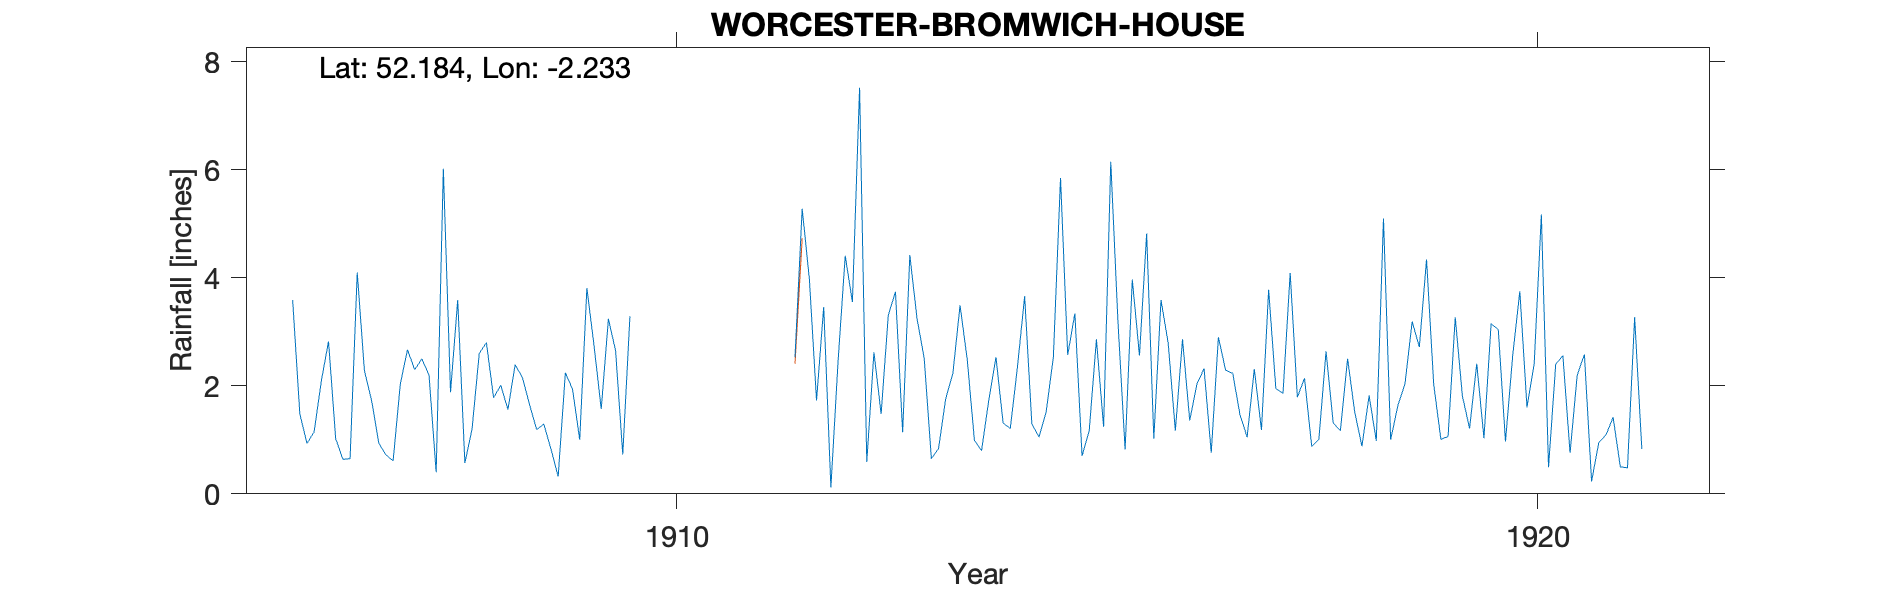 WORCESTER-BROMWICH-HOUSE
Lat: 52.184, Lon: -2.233
Rainfall [inches]
8
6
4
2
0
1910
1920
Year